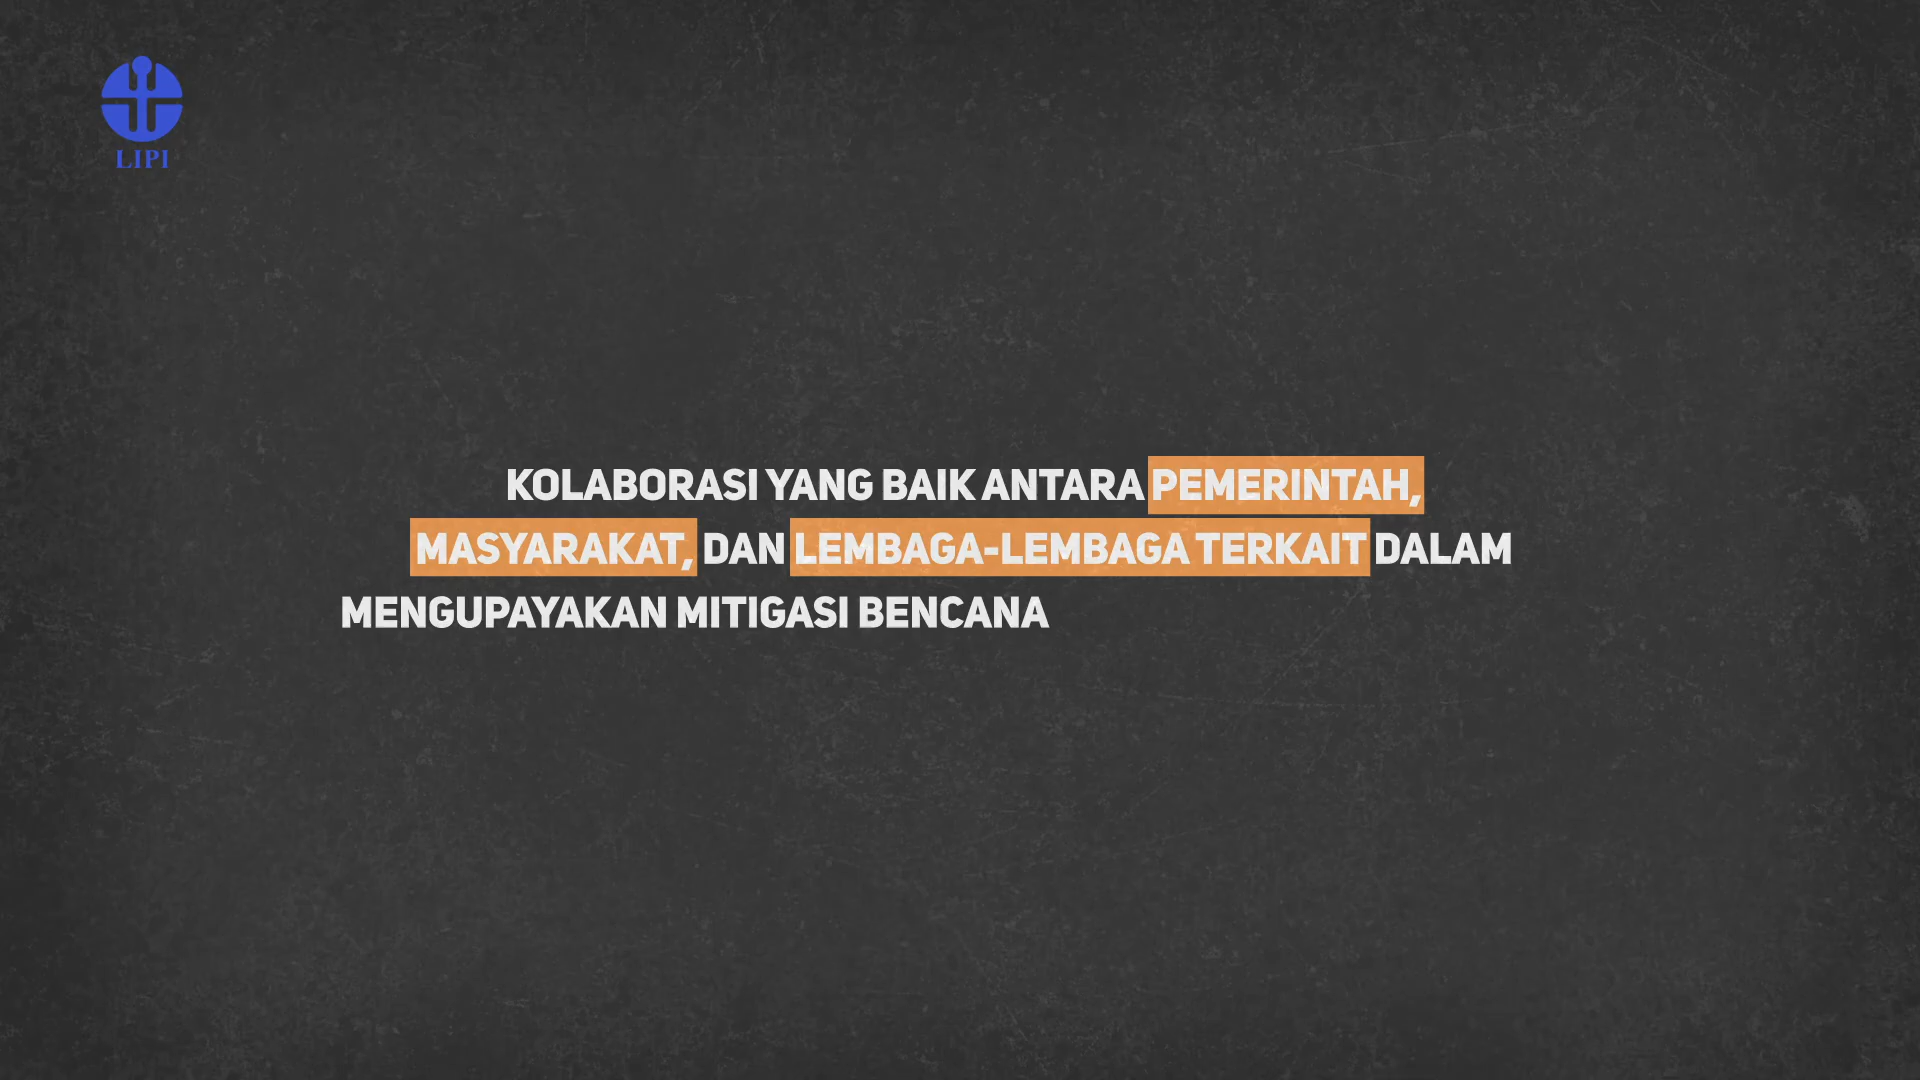 LIPI
KOLABORASI YANG BAIK ANTARA PEMERINTAH,
MASYARAKAT, DAN LEMBAGA-LEMBAGA TERKAIT DALAM
MENGUPAYAKAN MITIGASI BENCANA